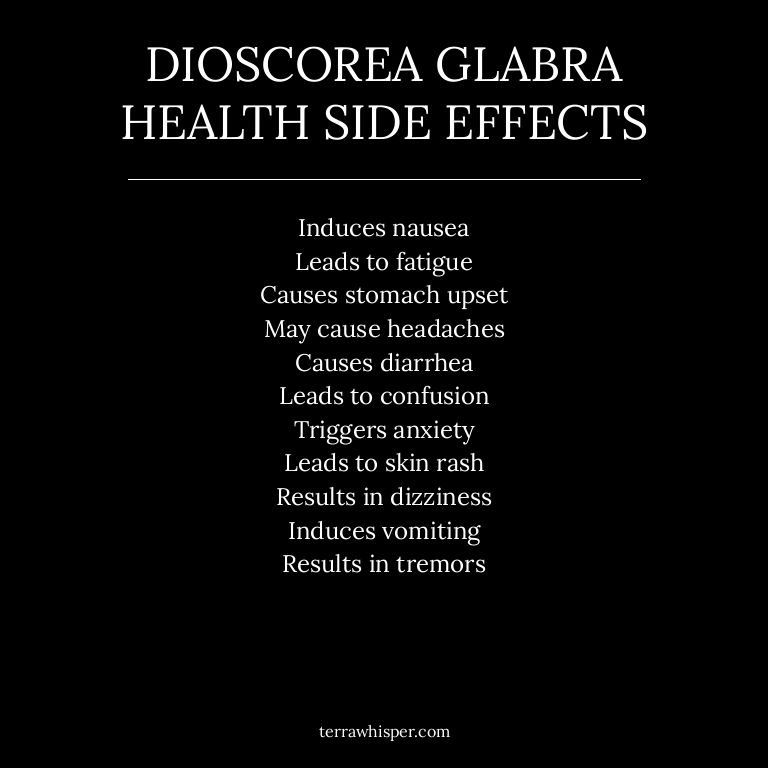 DIOSCOREA GLABRA
HEALTH SIDE EFFECTS
Induces nausea
Leads to fatigue
Causes stomach upset
May cause headaches
Causes diarrhea
Leads to confusion
Triggers anxiety
Leads to skin rash
Results in dizziness
Induces vomiting
Results in tremors
terrawhisper.com